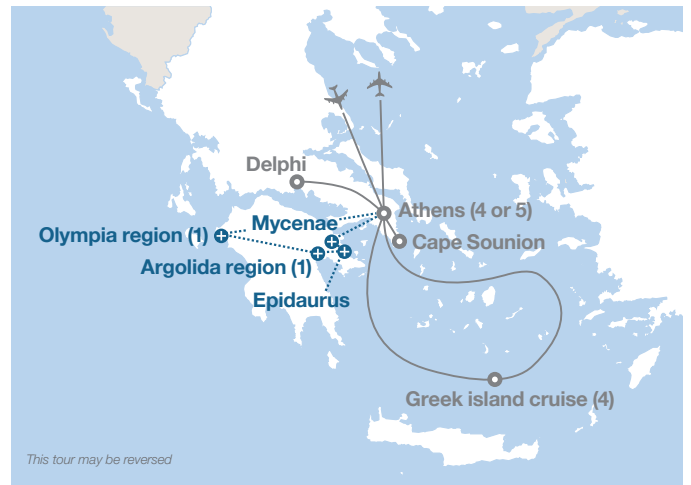 Delphi
Athens (4 or 5)
Mycenae
Olympia region (1)
Cape Sounion
Argolida region (1)
Epidaurus
Greek island cruise (4)
This tour may be reversed